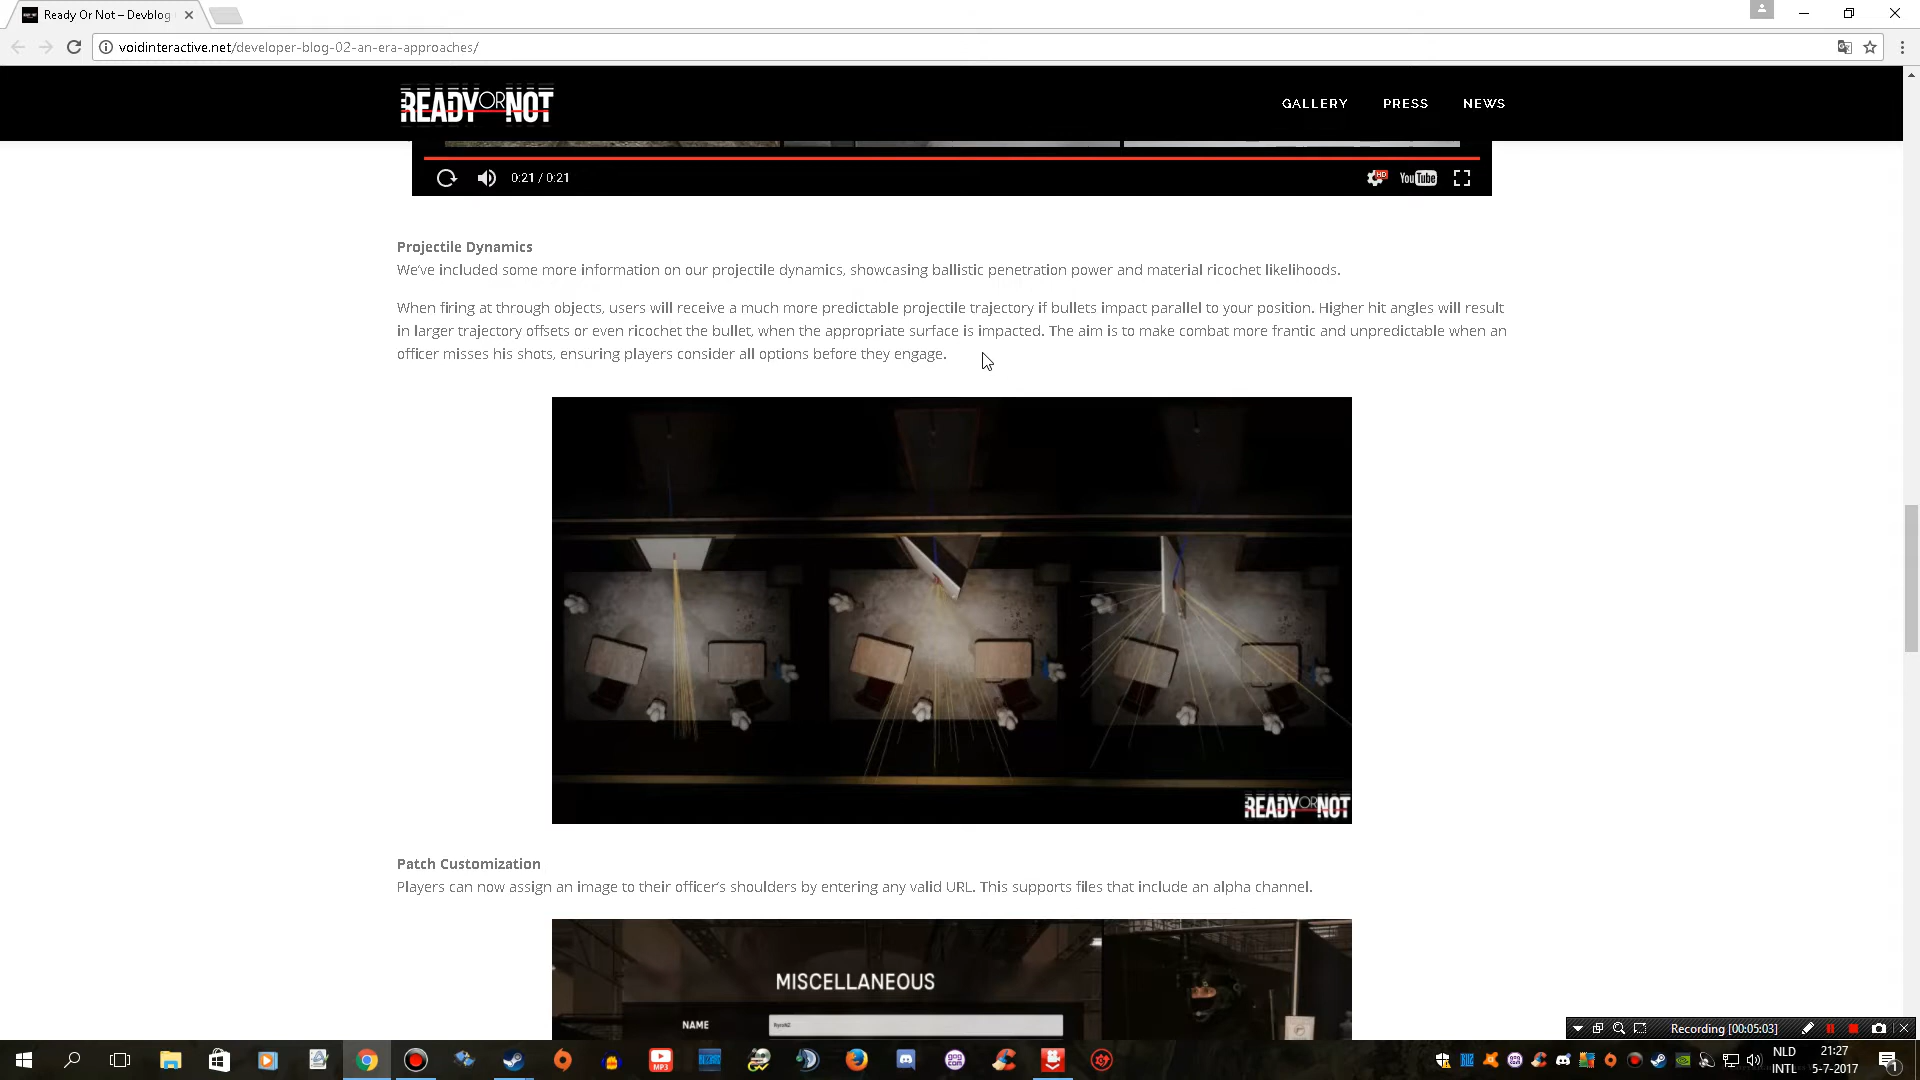 Ready Or Not – Devblog
voidinteractive.net/developer-blog-02-an-era-approaches/
READY OR NOT
GALLERY
PRESS
NEWS
0:21 / 0:21
HD
YouTube
Projectile Dynamics
We've included some more information on our projectile dynamics, showcasing ballistic penetration power and material ricochet likelihoods.
When firing at through objects, users will receive a much more predictable projectile trajectory if bullets impact parallel to your position. Higher hit angles will result
in larger trajectory offsets or even ricochet the bullet, when the appropriate surface is impacted. The aim is to make combat more frantic and unpredictable when an
officer misses his shots, ensuring players consider all options before they engage.
READY OR NOT
Patch Customization
Players can now assign an image to their officer's shoulders by entering any valid URL. This supports files that include an alpha channel.
MISCELLANEOUS
NAME
Recording [00:05:03]
MP3
NLD
INTL
21:27
5-7-2017
1